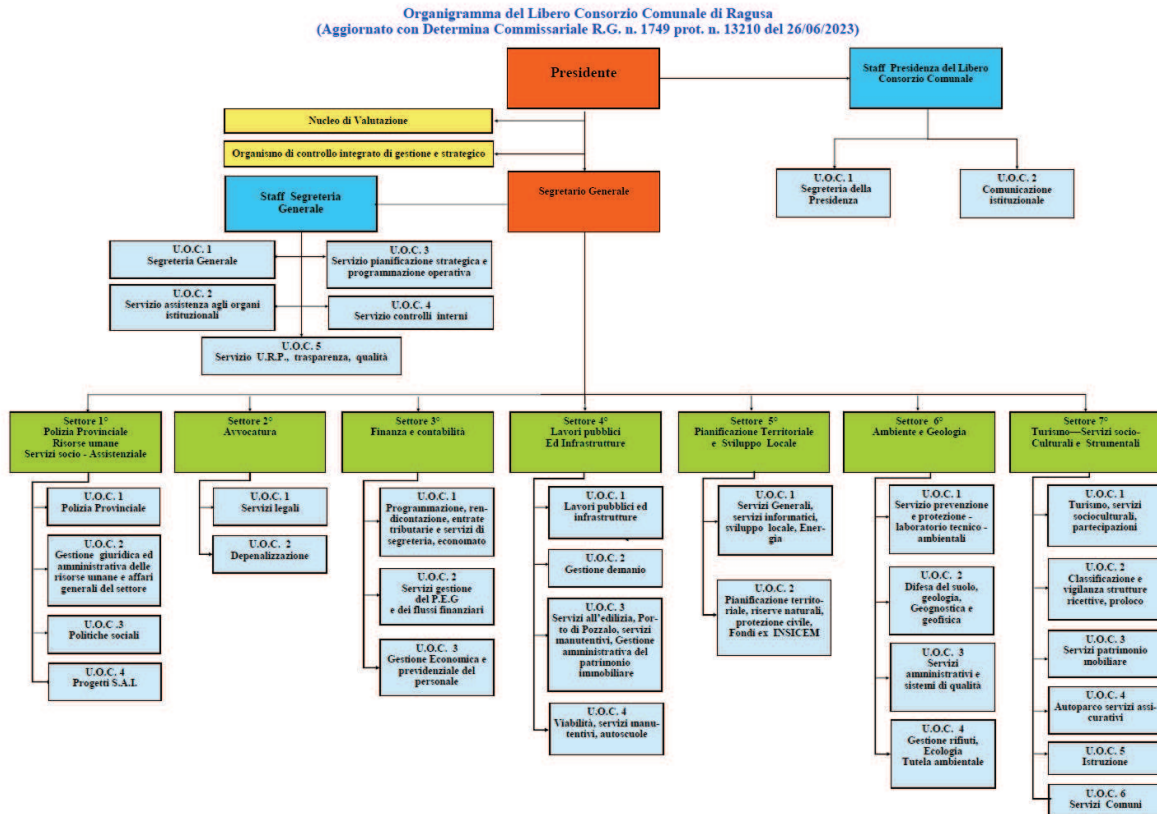 Organigramma del Libero Consorzio Comunale di Ragusa
(Aggiornato con Determina Commissariale R.G. n. 1749 prot. n. 13210 del 26/06/2023)
Presidente
Staff Presidenza del Libero
Consorzio Comunale
Nucleo di Valutazione
Organismo di controllo integrato di gestione e strategico
Segretario Generale
Staff Segreteria
Generale
U.O.C. 1
Segreteria della
Presidenza
U.O.C. 2
Comunicazione
istituzionale
U.O.C. 1
Segreteria Generale
U.O.C. 3
Servizio pianificazione strategica e
programmazione operativa
U.O.C. 2
Servizio assistenza agli organi
istituzionali
U.O.C. 4
Servizio controlli interni
U.O.C. 5
Servizio U.R.P., trasparenza, qualità
Settore 1°
Polizia Provinciale
Risorse umane
Servizi socio - Assistenziale
U.O.C. 1
Polizia Provinciale
U.O.C. 2
Gestione giuridica ed
amministrativa delle
risorse umane e affari
generali del settore
U.O.C .3
Politiche sociali
U.O.C. 4
Progetti S.A.I.
Settore 2°
Avvocatura
U.O.C. 1
Servizi legali
U.O.C. 2
Depenalizzazione
Settore 3°
Finanza e contabilità
U.O.C. 1
Programmazione, ren-
dicontazione, entrate
tributarie e servizi di
segreteria, economato
U.O.C. 2
Servizi gestione
del P.E.G
e dei flussi finanziari
U.O.C. 3
Gestione Economica e
previdenziale del
personale
Settore 4°
Lavori pubblici
Ed Infrastrutture
U.O.C. 1
Lavori pubblici ed
infrastrutture
U.O.C. 2
Gestione demanio
U.O.C. 3
Servizi all'edilizia, Por-
to di Pozzalo, servizi
manutentivi, Gestione
amministrativa del
patrimonio
immobiliare
U.O.C. 4
Viabilità, servizi manu-
tentivi, autoscuole
Settore 5°
Pianificazione Territoriale
e Sviluppo Locale
U.O.C. 1
Servizi Generali,
servizi informatici,
sviluppo locale, Ener-
gia
U.O.C. 2
Pianificazione territo-
riale, riserve naturali,
protezione civile,
Fondi ex INSICEM
Settore 6°
Ambiente e Geologia
U.O.C. 1
Servizio prevenzione
e protezione -
laboratorio tecnico -
ambientali
U.O.C. 2
Difesa del suolo,
geologia,
Geognostica e
geofisica
U.O.C. 3
Servizi
amministrativi e
sistemi di qualità
U.O.C. 4
Gestione rifiuti,
Ecologia
Tutela ambientale
Settore 7°
Turismo—Servizi socio-
Culturali e Strumentali
U.O.C. 1
Turismo, servizi
socioculturali,
partecipazioni
U.O.C. 2
Classificazione e
vigilanza strutture
ricettive, proloco
U.O.C. 3
Servizi patrimonio
mobiliare
U.O.C. 4
Autoparco servizi assi-
curativi
U.O.C. 5
Istruzione
U.O.C. 6
Servizi Comuni